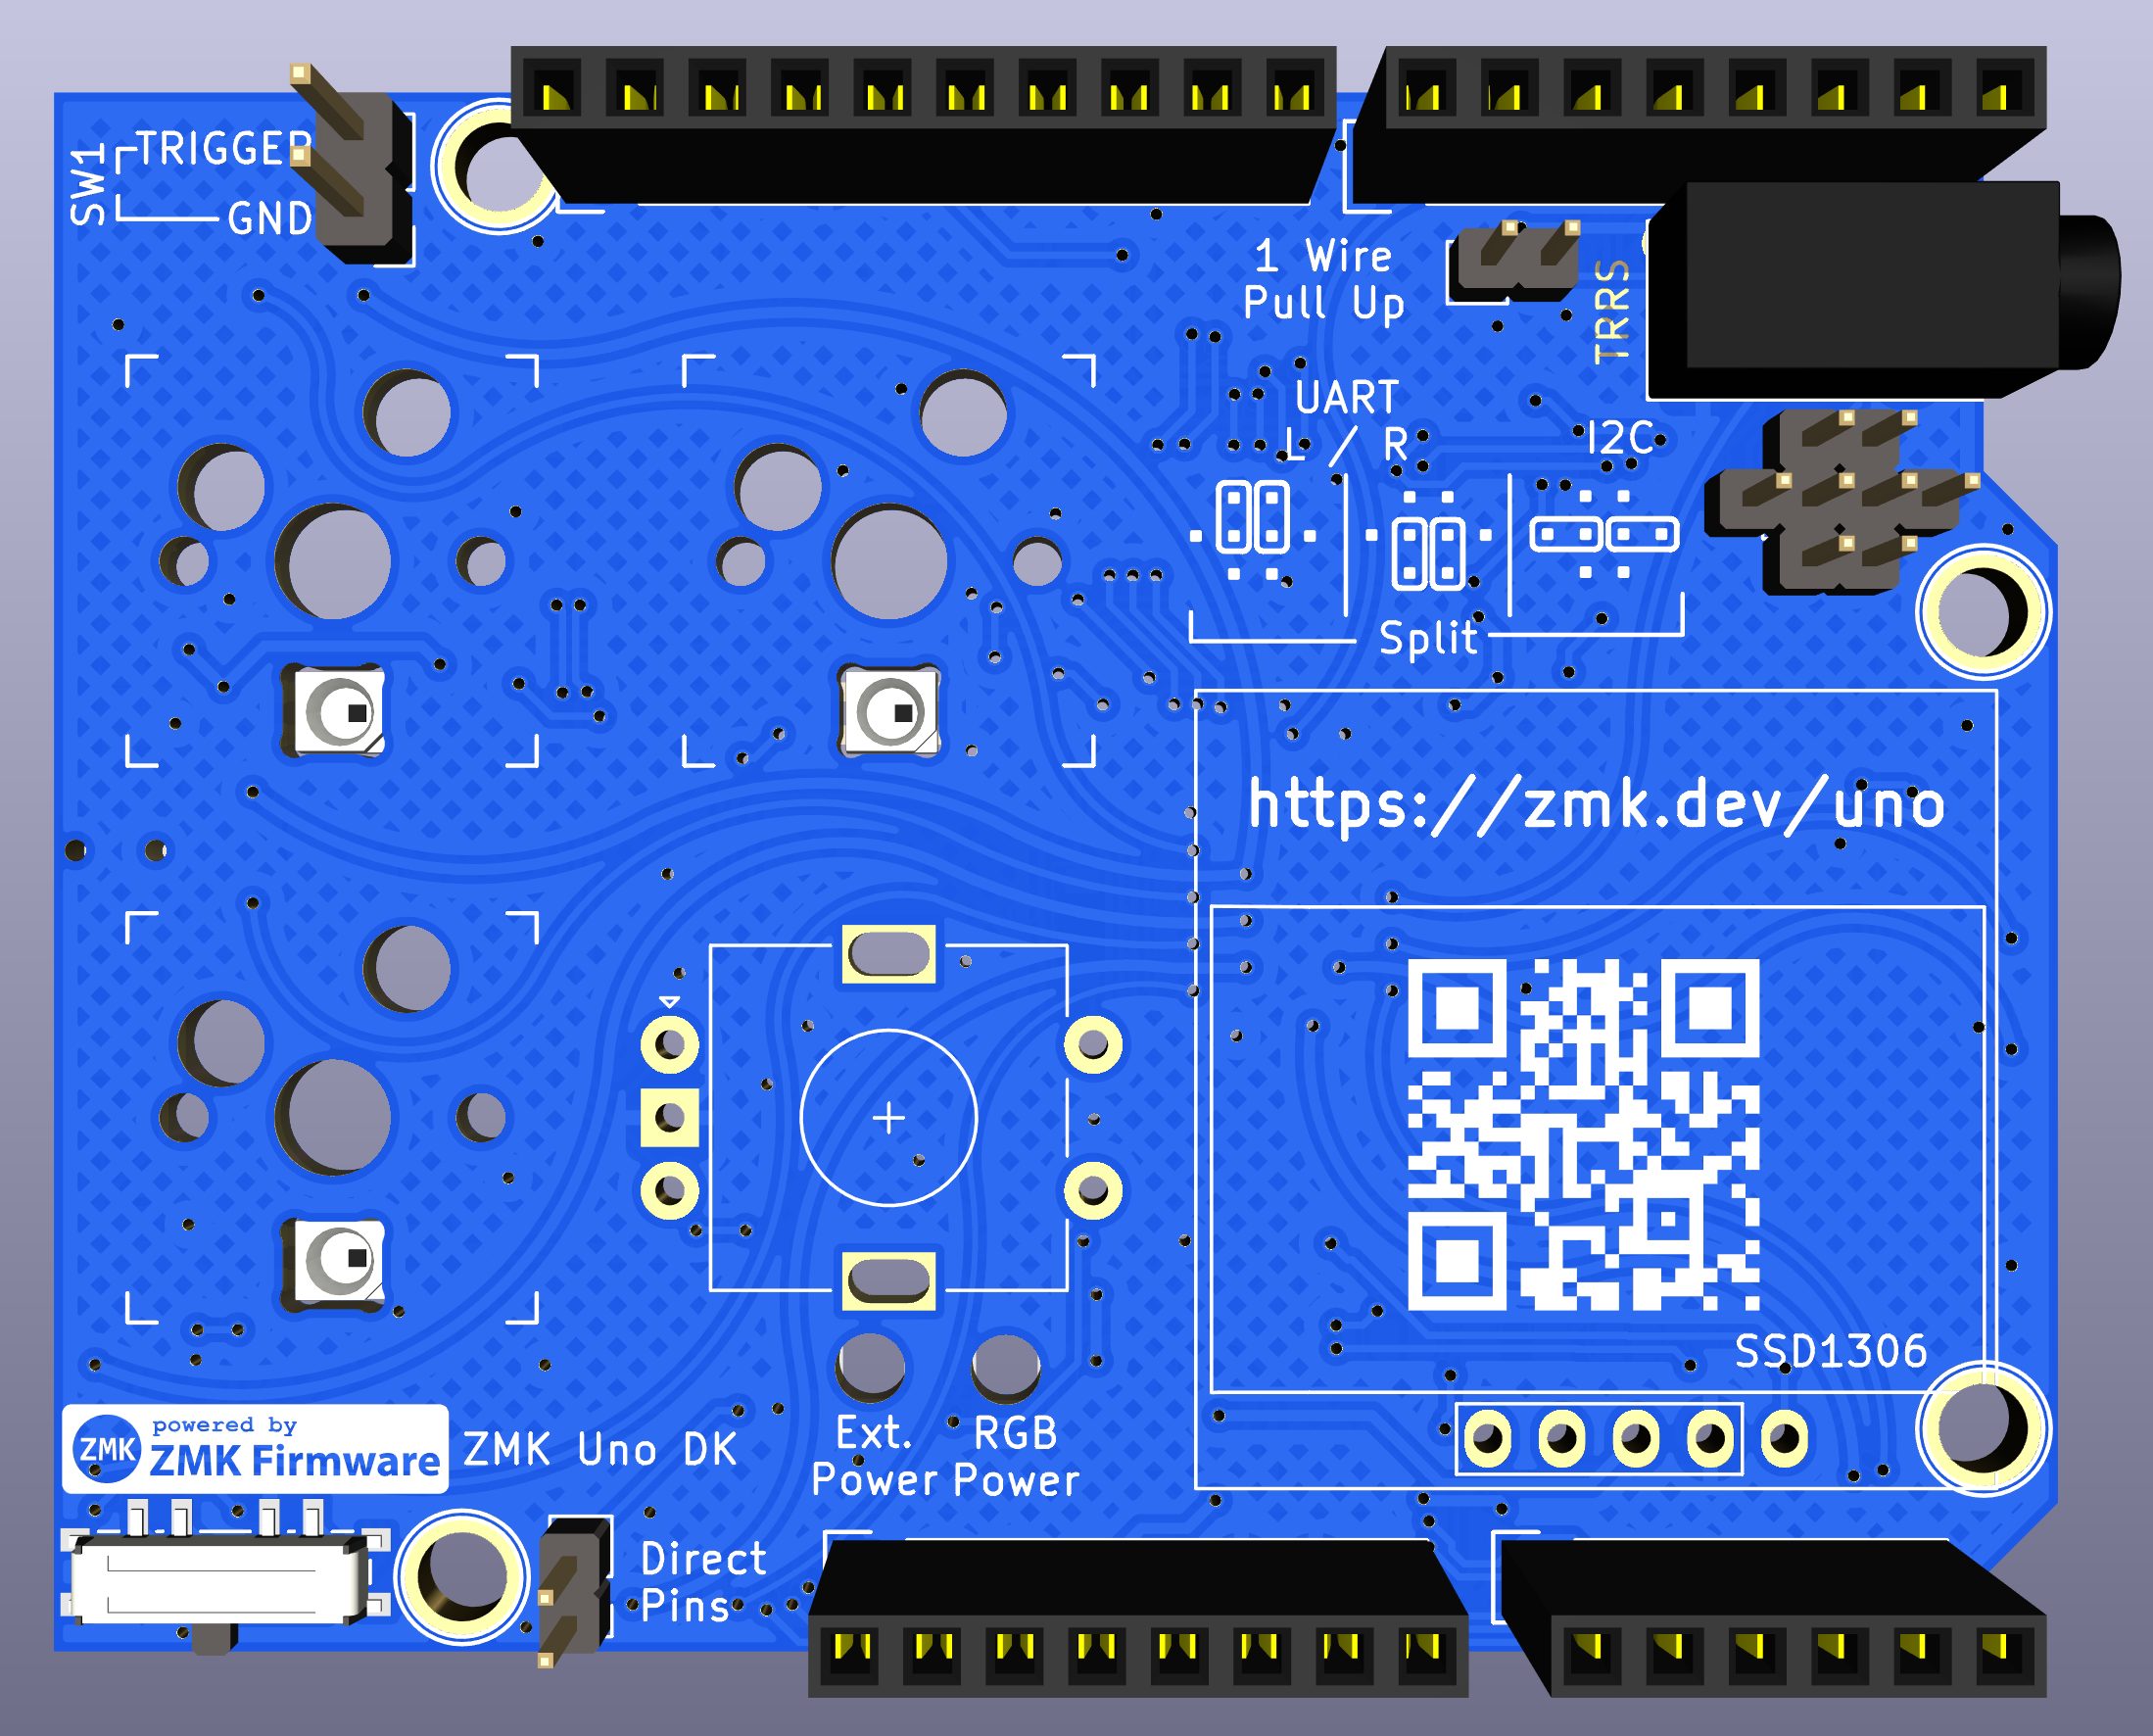 SW1
TRIGGER
GND
1 Wire
Pull Up
TRRS
UART
L / R
I2C
Split
https://zmk.dev/uno
SSD1306
ZMK
powered by
ZMK Firmware
ZMK Uno DK
Ext.
Power
RGB
Power
Direct
Pins